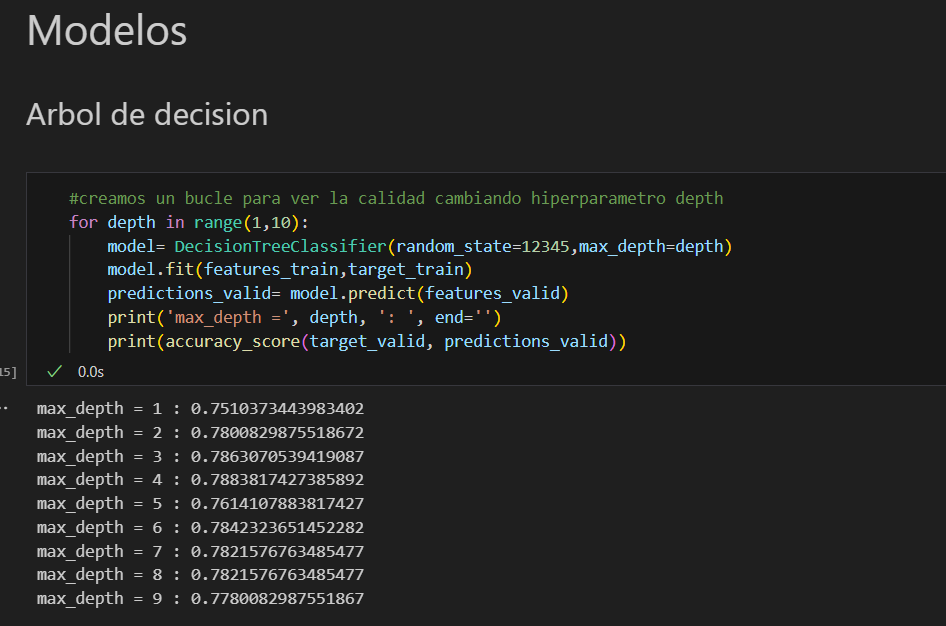 Modelos
Arbol de decision
#creamos un bucle para ver la calidad cambiando hiperparametro depth
for depth in range(1,10):
model= DecisionTreeClassifier(random_state=12345,max_depth=depth)
model.fit(features_train,target_train)
predictions_valid= model.predict(features_valid)
print('max_depth =', depth, ': ', end='')
print(accuracy_score(target_valid, predictions_valid))
15] 0.0s
max_depth = 1 : 0.7510373443983402
max_depth = 2 : 0.7800829875518672
max_depth = 3 : 0.7863070539419087
max_depth = 4 : 0.7883817427385892
max_depth = 5 : 0.7614107883817427
max_depth = 6 : 0.7842323651452282
max_depth = 7 : 0.7821576763485477
max_depth = 8 : 0.7821576763485477
max_depth = 9 : 0.7780082987551867